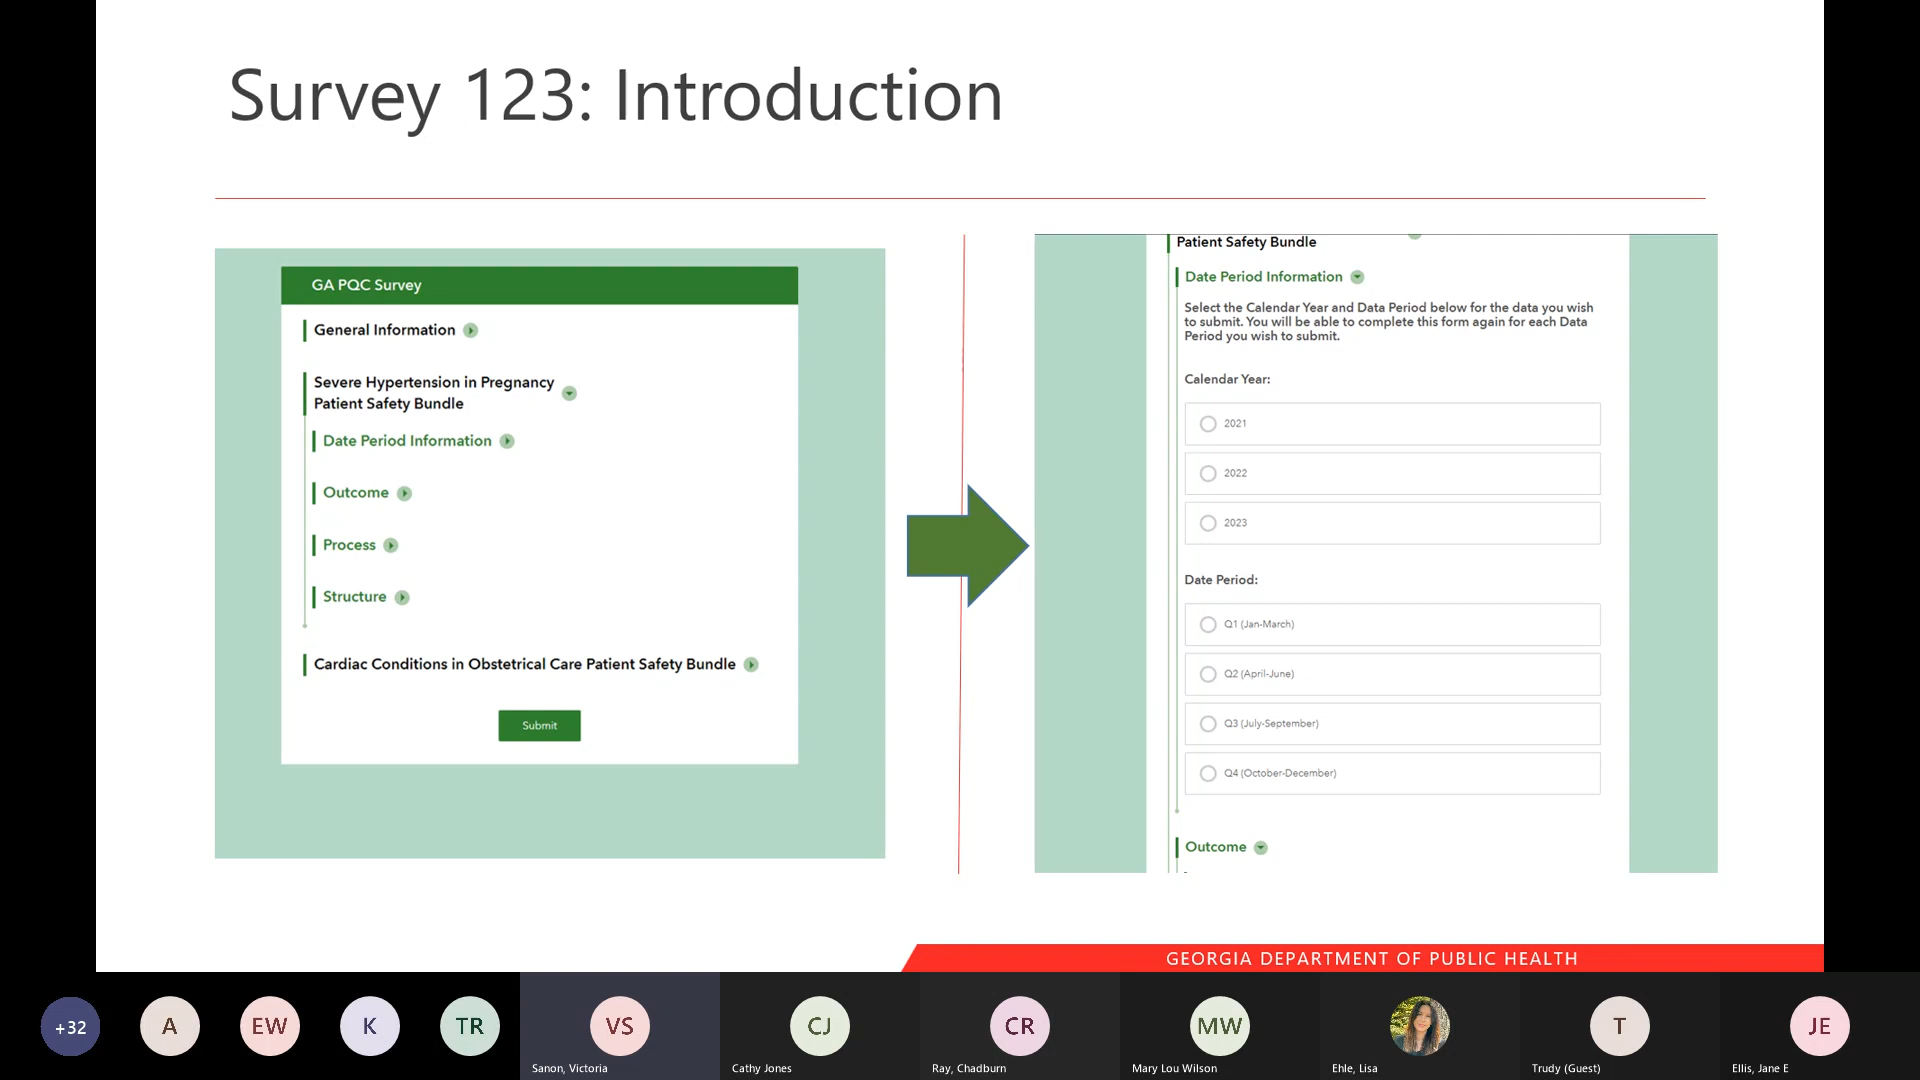 Survey 123: Introduction
GA PQC Survey
General Information
Severe Hypertension in Pregnancy
Patient Safety Bundle
Date Period Information
Outcome
Process
Structure
Cardiac Conditions in Obstetrical Care Patient Safety Bundle
Submit
Patient Safety Bundle
Date Period Information
Select the Calendar Year and Data Period below for the data you wish
to submit. You will be able to complete this form again for each Data
Period you wish to submit.
Calendar Year:
2021
2022
2023
Date Period:
Q1 (Jan-March)
Q2 (April-June)
Q3 (July-September)
Q4 (October-December)
Outcome
GEORGIA DEPARTMENT OF PUBLIC HEALTH
+32
A
EW
K
TR
VS
CJ
CR
MW
T
JE
Sanon, Victoria
Cathy Jones
Ray, Chadburn
Mary Lou Wilson
Ehle, Lisa
Trudy (Guest)
Ellis, Jane E